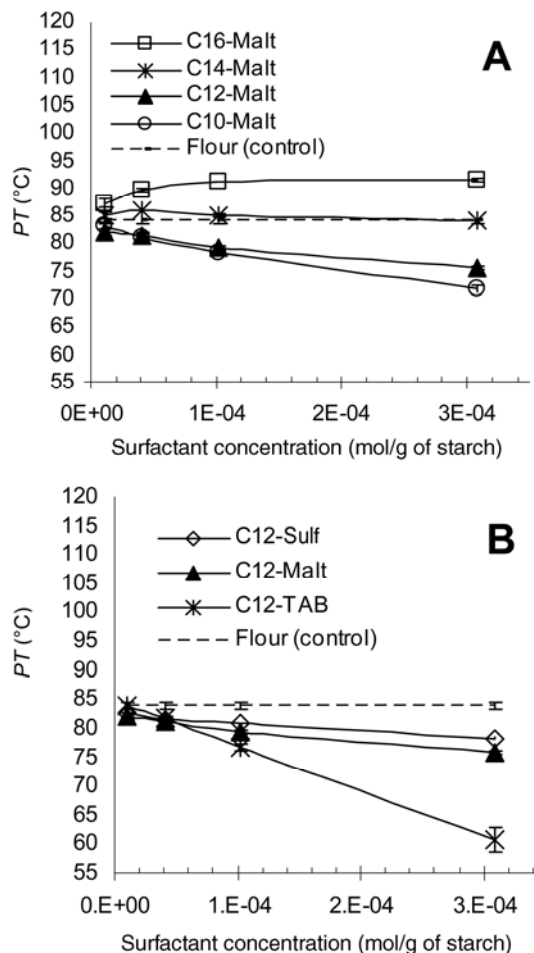 A
C16-Malt
C14-Malt
C12-Malt
C10-Malt
Flour (control)
PT (°C)
120
115
110
105
100
95
90
85
80
75
70
65
60
55
0E+00 1E-04 2E-04 3E-04
Surfactant concentration (mol/g of starch)
B
C12-Sulf
C12-Malt
C12-TAB
Flour (control)
PT (°C)
120
115
110
105
100
95
90
85
80
75
70
65
60
55
0.E+00 1.E-04 2.E-04 3.E-04
Surfactant concentration (mol/g of starch)